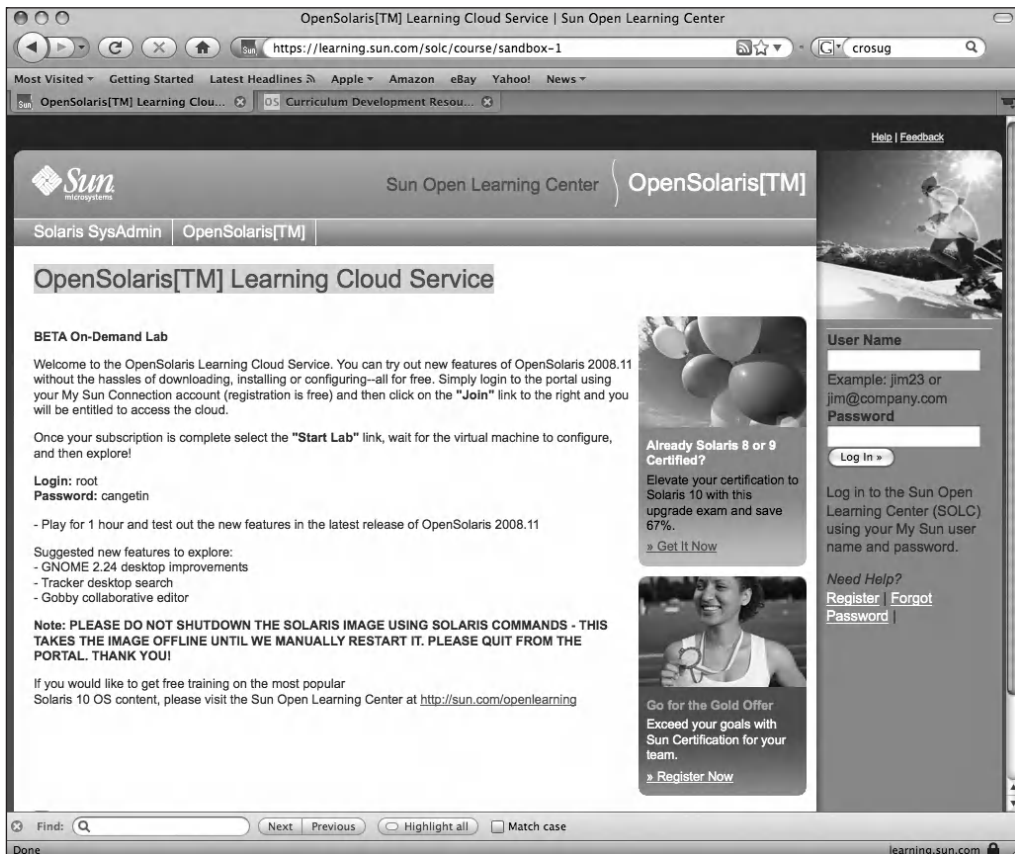 OpenSolaris[TM] Learning Cloud Service | Sun Open Learning Center
Sun https://learning.sun.com/solc/course/sandbox-1
G crosug
Most Visited Getting Started Latest Headlines Apple Amazon eBay Yahoo! News
Sun OpenSolaris[TM] Learning Clou... OS Curriculum Development Resou...
Help | Feedback
Sun
microsystems
Sun Open Learning Center OpenSolaris[TM]
Solaris SysAdmin OpenSolaris[TM]
OpenSolaris[TM] Learning Cloud Service
BETA On-Demand Lab
Welcome to the OpenSolaris Learning Cloud Service. You can try out new features of OpenSolaris 2008.11
without the hassles of downloading, installing or configuring--all for free. Simply login to the portal using
your My Sun Connection account (registration is free) and then click on the "Join" link to the right and you
will be entitled to access the cloud.
Once your subscription is complete select the "Start Lab" link, wait for the virtual machine to configure,
and then explore!
Login: root
Password: cangetin
- Play for 1 hour and test out the new features in the latest release of OpenSolaris 2008.11
Suggested new features to explore:
- GNOME 2.24 desktop improvements
- Tracker desktop search
- Gobby collaborative editor
Note: PLEASE DO NOT SHUTDOWN THE SOLARIS IMAGE USING SOLARIS COMMANDS - THIS
TAKES THE IMAGE OFFLINE UNTIL WE MANUALLY RESTART IT. PLEASE QUIT FROM THE
PORTAL. THANK YOU!
If you would like to get free training on the most popular
Solaris 10 OS content, please visit the Sun Open Learning Center at http://sun.com/openlearning
Already Solaris 8 or 9
Certified?
Elevate your certification to
Solaris 10 with this
upgrade exam and save
67%.
» Get It Now
Go for the Gold Offer
Exceed your goals with
Sun Certification for your
team.
» Register Now
User Name
Example: jim23 or
jim@company.com
Password
Log In »
Log in to the Sun Open
Learning Center (SOLC)
using your My Sun user
name and password.
Need Help?
Register | Forgot
Password |
Find: Next Previous Highlight all Match case
Done learning.sun.com